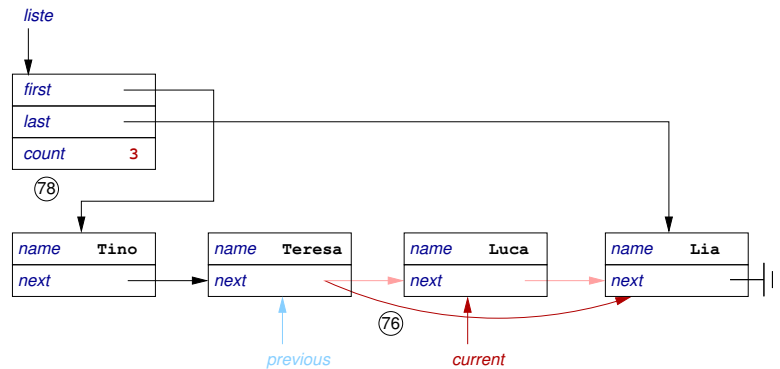 liste
first
last
count 3
78
name Tino name Teresa name Luca name Lia
next next next next
76
previous current